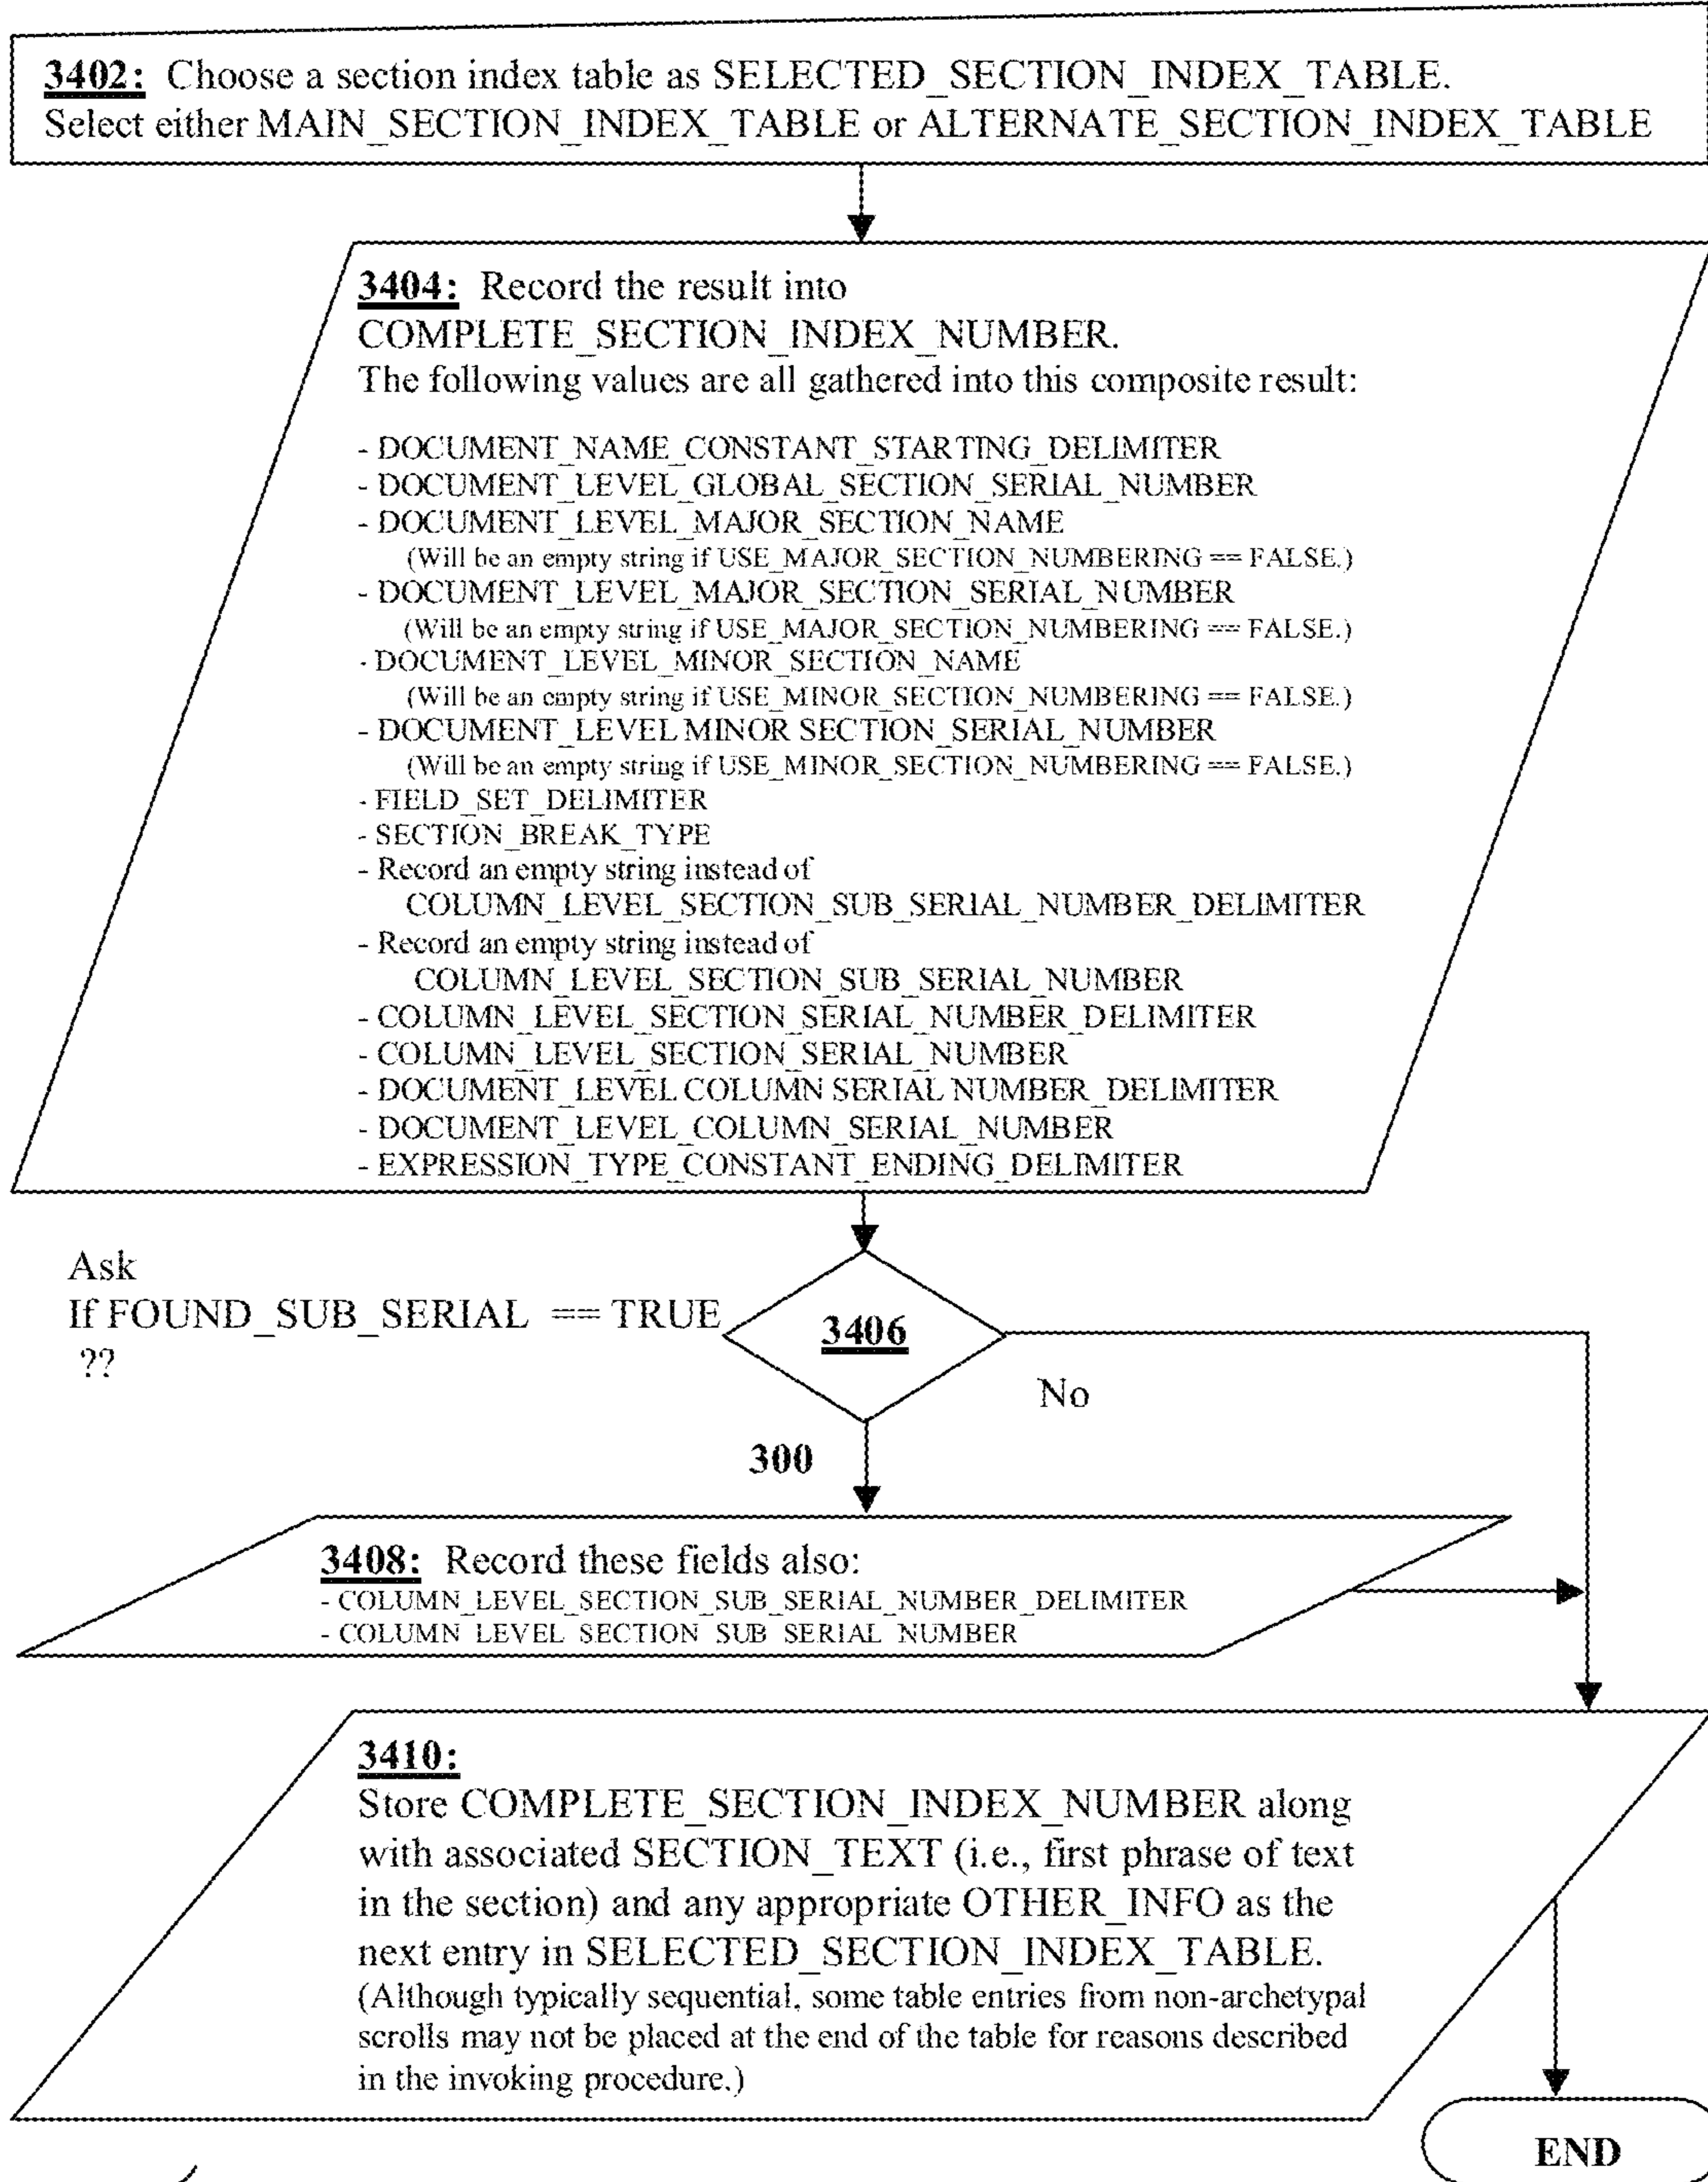 3402: Choose a section index table as SELECTED_SECTION_INDEX_TABLE.
Select either MAIN_SECTION_INDEX_TABLE or ALTERNATE_SECTION_INDEX_TABLE
3404: Record the result into
COMPLETE_SECTION_INDEX_NUMBER.
The following values are all gathered into this composite result:
- DOCUMENT_NAME_CONSTANT_STARTING_DELIMITER
- DOCUMENT_LEVEL_GLOBAL_SECTION_SERIAL_NUMBER
- DOCUMENT_LEVEL_MAJOR_SECTION_NAME
(Will be an empty string if USE_MAJOR_SECTION_NUMBERING == FALSE.)
- DOCUMENT_LEVEL_MAJOR_SECTION_SERIAL_NUMBER
(Will be an empty string if USE_MAJOR_SECTION_NUMBERING == FALSE.)
- DOCUMENT_LEVEL_MINOR_SECTION_NAME
(Will be an empty string if USE_MINOR_SECTION_NUMBERING == FALSE.)
- DOCUMENT_LEVEL MINOR SECTION_SERIAL_NUMBER
(Will be an empty string if USE_MINOR_SECTION_NUMBERING == FALSE.)
- FIELD_SET_DELIMITER
- SECTION_BREAK_TYPE
- Record an empty string instead of
COLUMN_LEVEL_SECTION_SUB_SERIAL_NUMBER_DELIMITER
- Record an empty string instead of
COLUMN_LEVEL_SECTION_SUB_SERIAL_NUMBER
- COLUMN_LEVEL_SECTION_SERIAL_NUMBER_DELIMITER
- COLUMN_LEVEL_SECTION_SERIAL_NUMBER
- DOCUMENT_LEVEL COLUMN SERIAL NUMBER_DELIMITER
- DOCUMENT_LEVEL_COLUMN_SERIAL_NUMBER
- EXPRESSION_TYPE_CONSTANT_ENDING_DELIMITER
Ask
If FOUND_SUB_SERIAL == TRUE
??
3406
No
300
3408: Record these fields also:
- COLUMN_LEVEL_SECTION_SUB_SERIAL_NUMBER_DELIMITER
- COLUMN LEVEL SECTION SUB SERIAL NUMBER
3410:
Store COMPLETE_SECTION_INDEX_NUMBER along
with associated SECTION_TEXT (i.e., first phrase of text
in the section) and any appropriate OTHER_INFO as the
next entry in SELECTED_SECTION_INDEX_TABLE.
(Although typically sequential, some table entries from non-archetypal
scrolls may not be placed at the end of the table for reasons described
in the invoking procedure.)
END